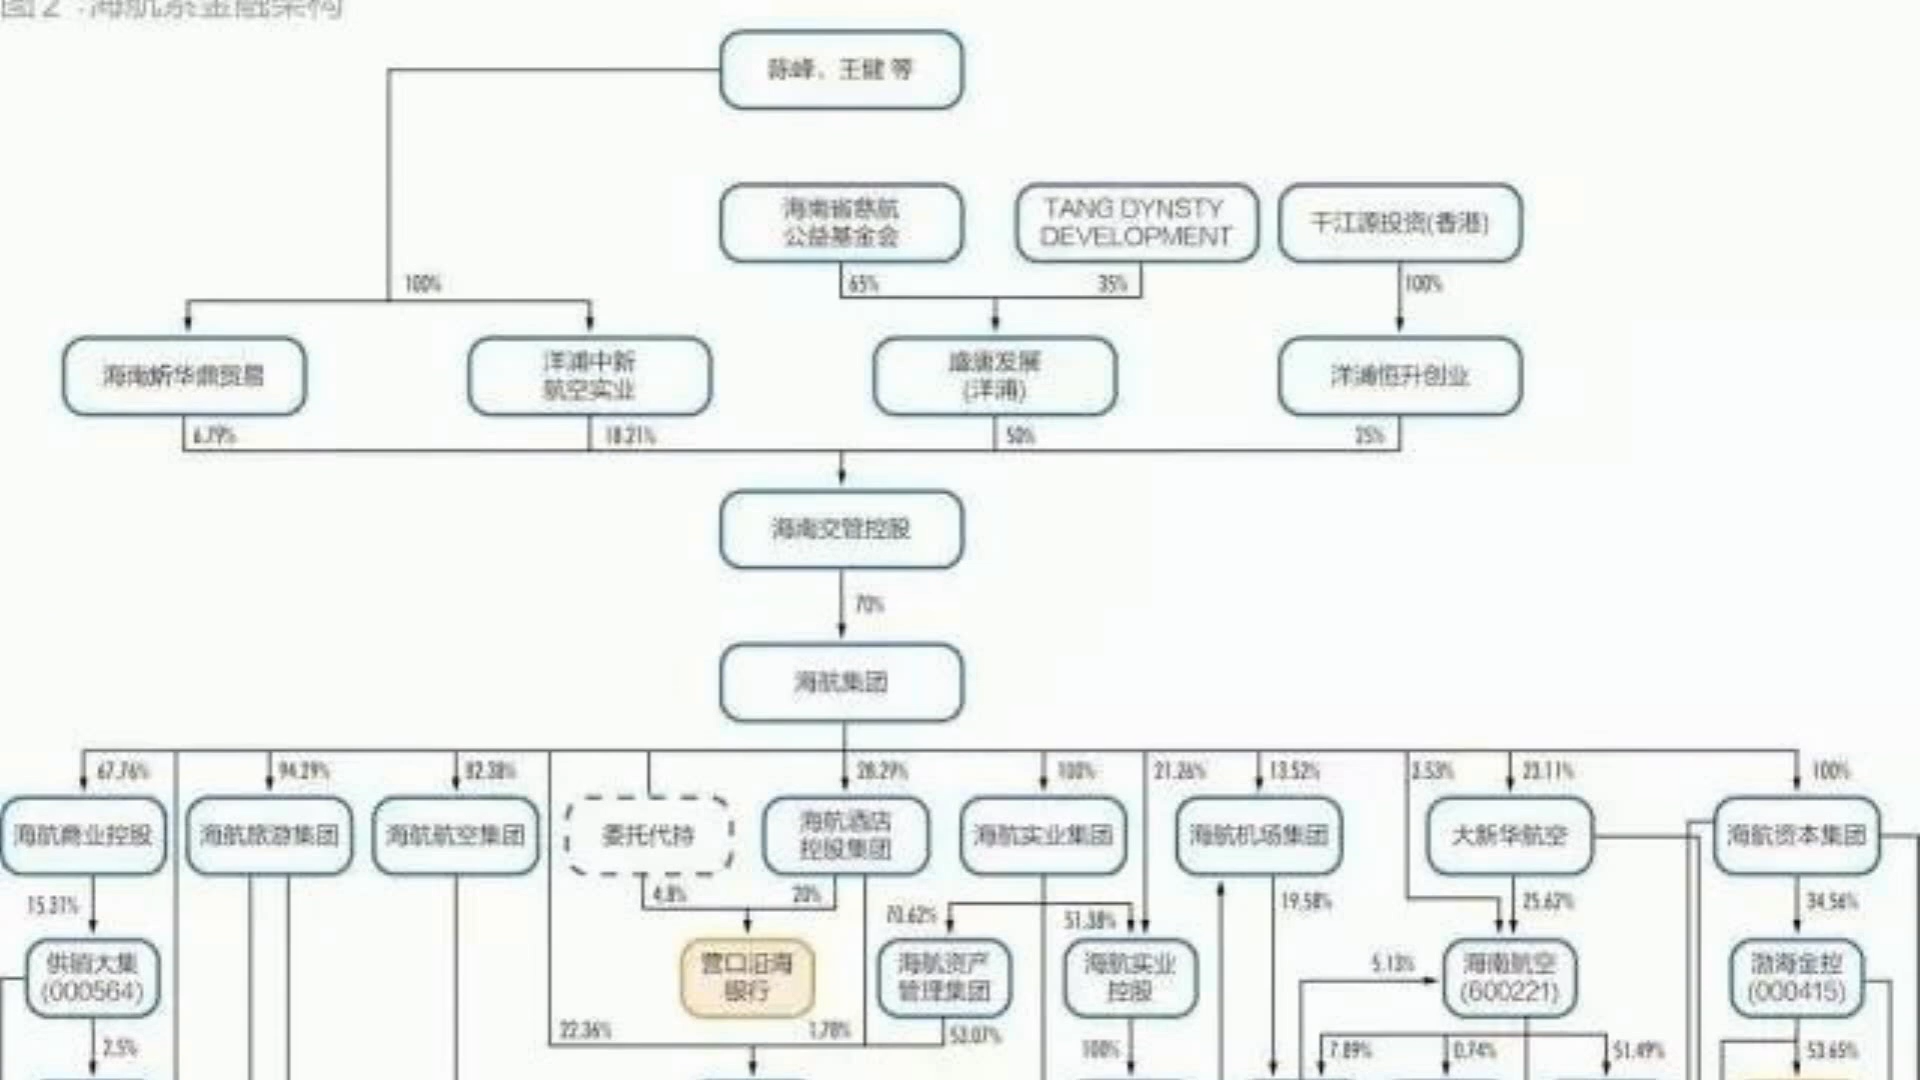 图2：海航系金融架构
陈峰、王健 等
海南省慈航
公益基金会
TANG DYNSTY
DEVELOPMENT
干江源投资(香港)
100%
65%
35%
100%
海南炘华鼎贸易
洋浦中新
航空实业
盛唐发展
(洋浦)
洋浦恒升创业
6.79%
18.21%
50%
25%
海南交管控股
70%
海航集团
67.76%
94.29%
82.38%
28.29%
100%
21.26%
13.52%
3.53%
23.11%
100%
海航商业控股
海航旅游集团
海航航空集团
委托代持
海航酒店
控股集团
海航实业集团
海航机场集团
大新华航空
海航资本集团
15.31%
4.8%
20%
70.62%
51.38%
19.58%
25.62%
34.56%
供销大集
(000564)
营口沿海
银行
海航资产
管理集团
海航实业
控股
5.13%
海南航空
(600221)
渤海金控
(000415)
2.5%
22.36%
1.78%
53.07%
100%
7.89%
0.74%
51.49%
53.65%